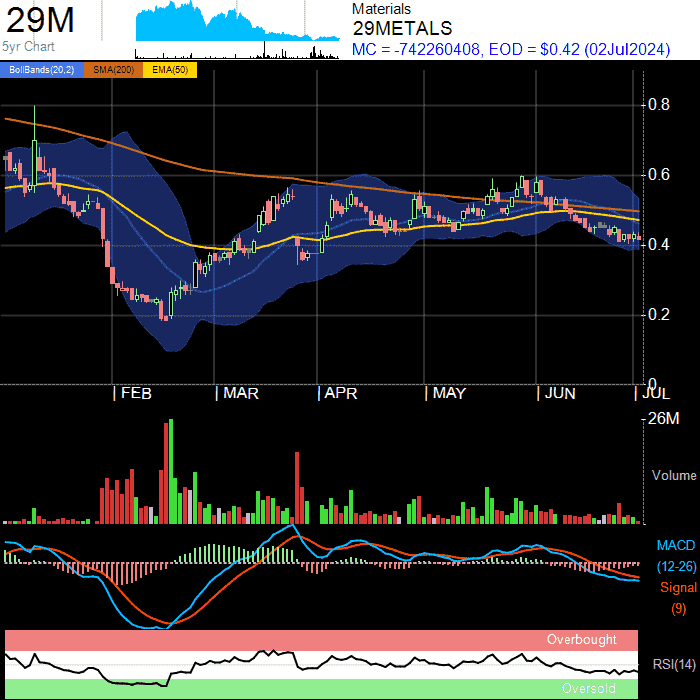 29M
5yr Chart
Materials
29METALS
MC = -742260408, EOD = $0.42 (02Jul2024)
BollBands(20,2) SMA(200) EMA(50)
0.8
0.6
0.4
0.2
0
FEB MAR APR MAY JUN JUL
26M
Volume
MACD
(12-26)
Signal
(9)
Overbought
RSI(14)
Oversold